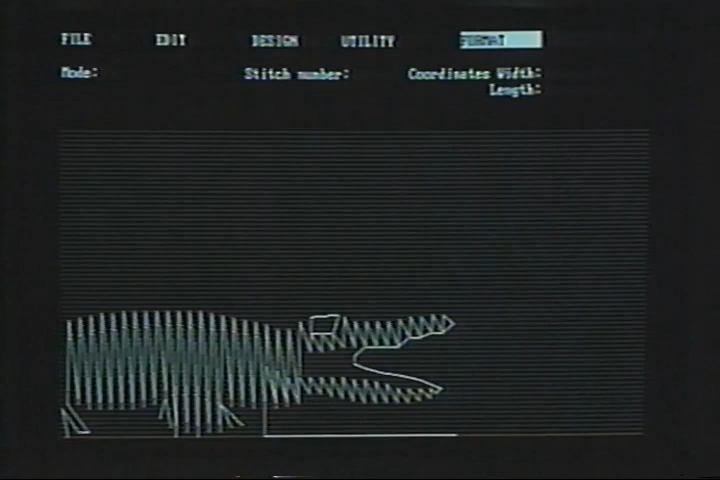 FILE EDIT DESIGN UTILITY FORMAT
Mode: Stitch number: Coordinates Width:
Length: